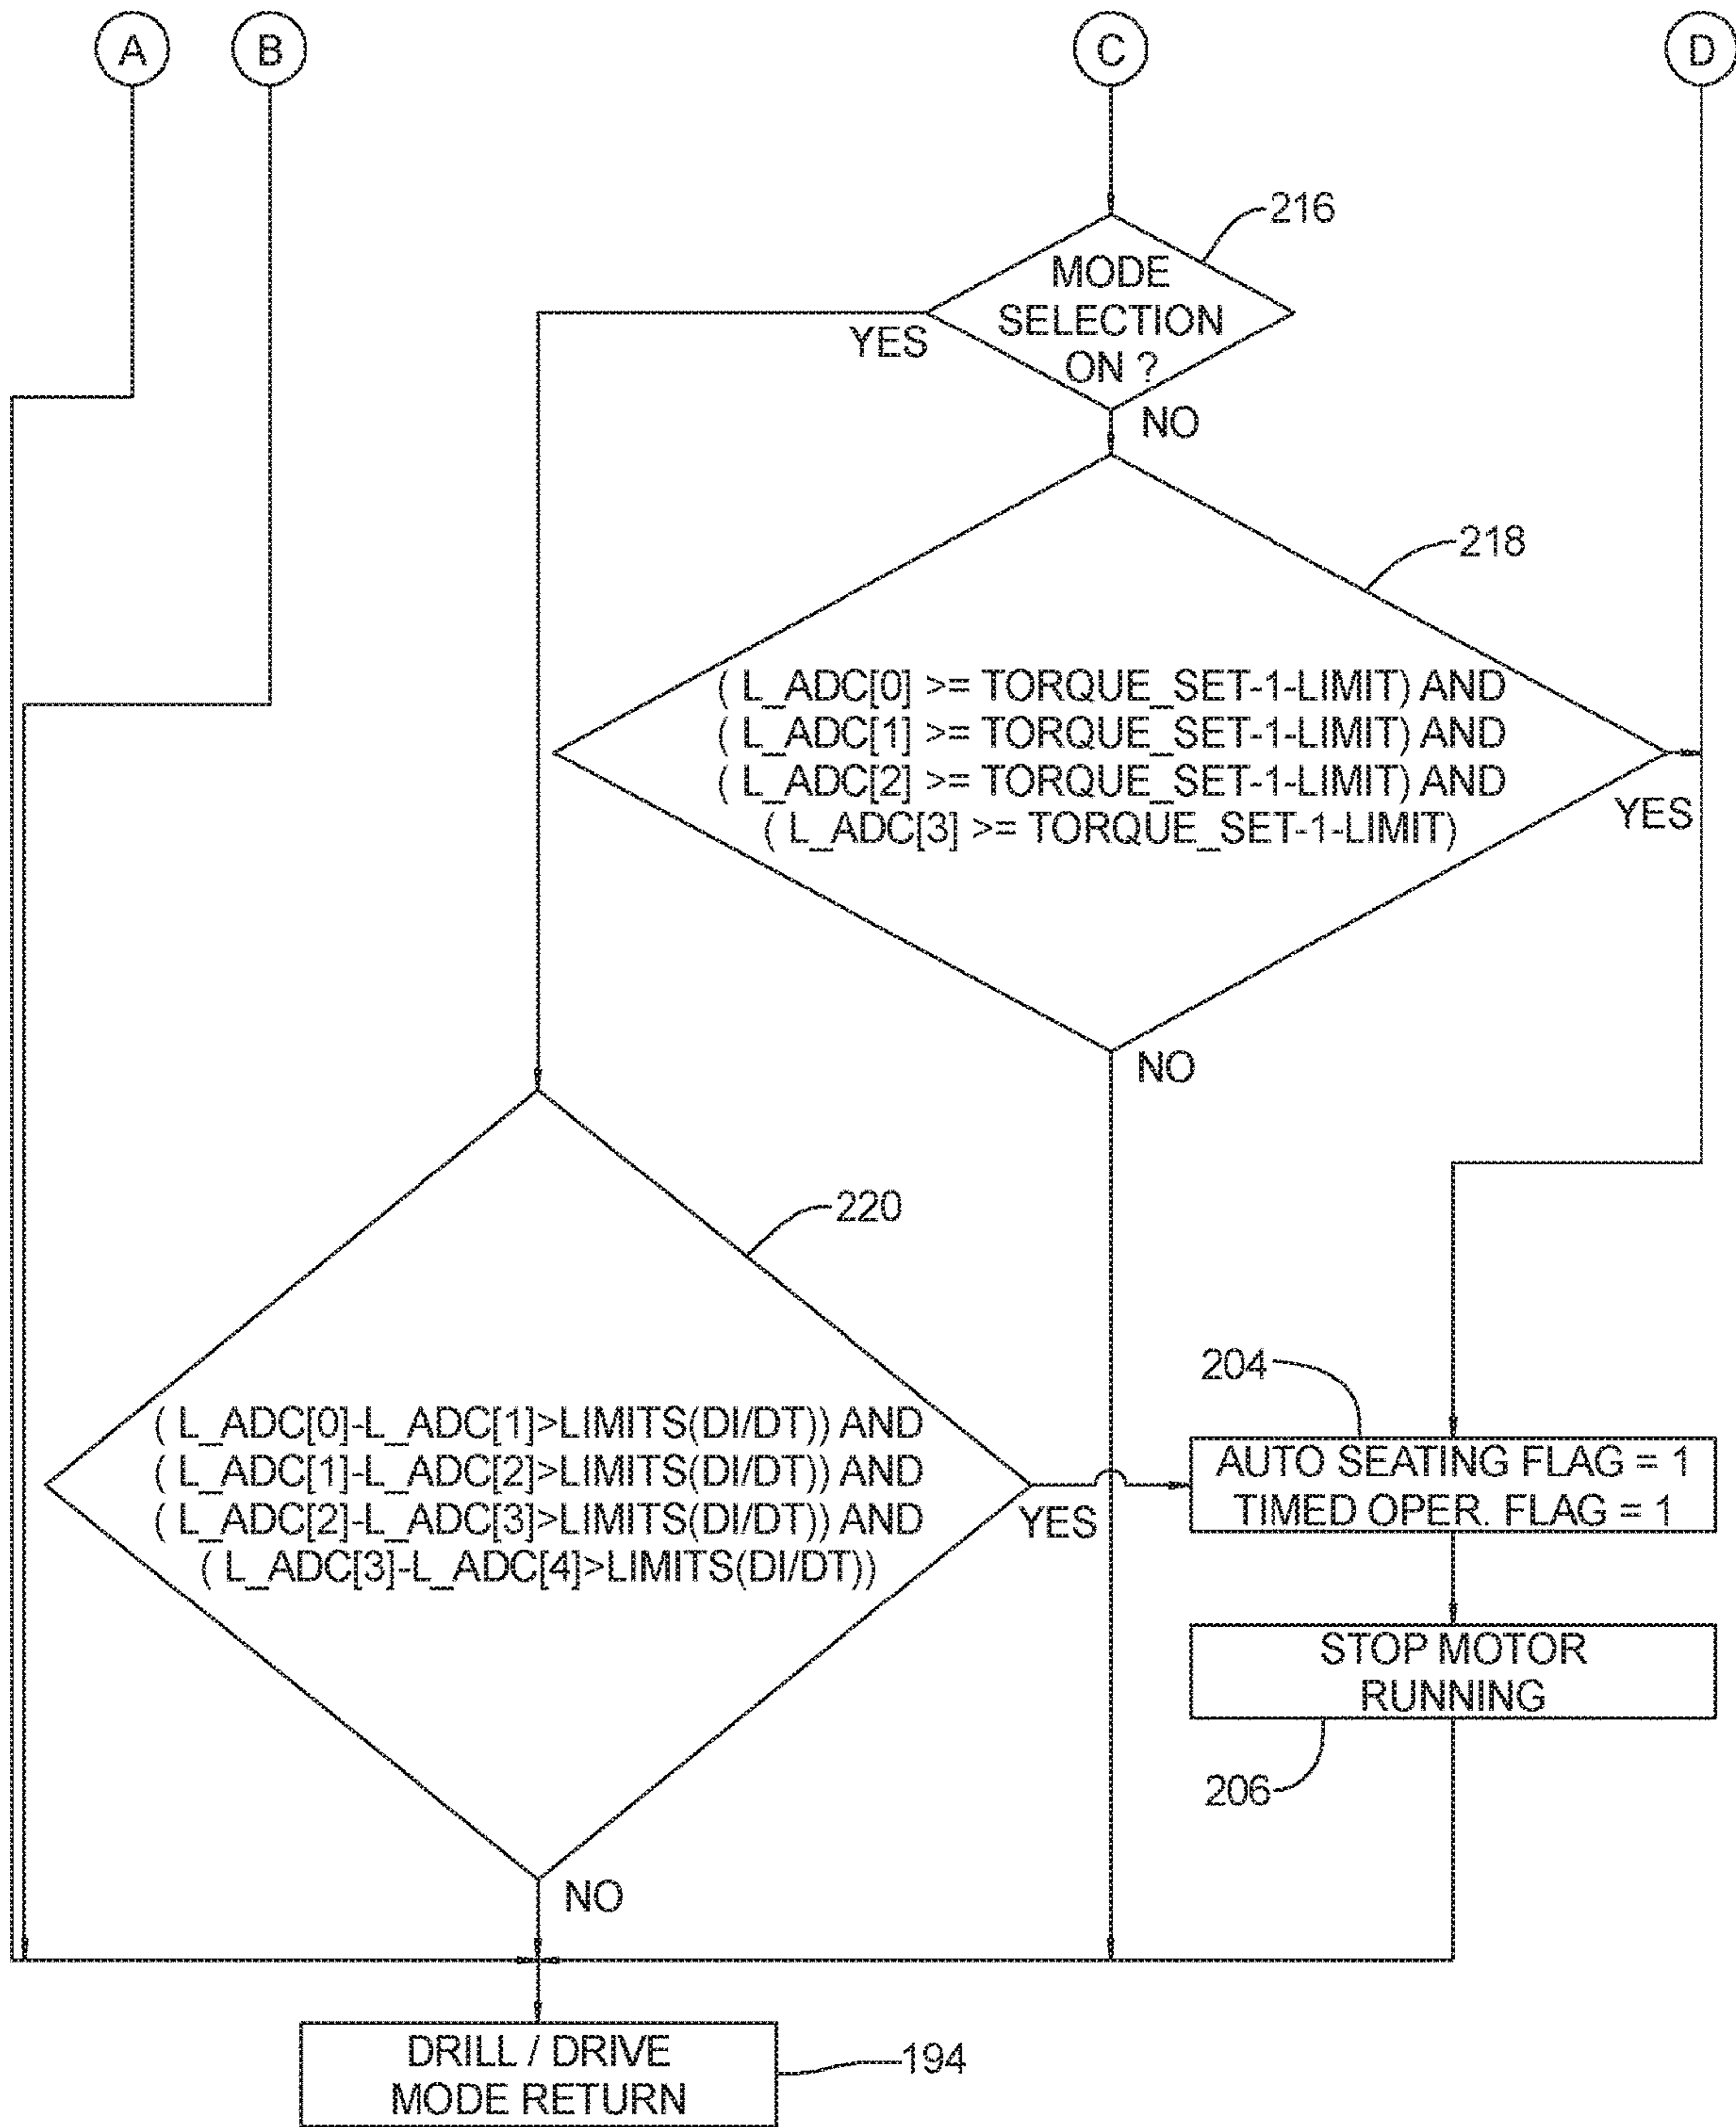 A
B
C
D
216
MODE
SELECTION
ON ?
YES
NO
218
( L_ADC[0] >= TORQUE_SET-1-LIMIT) AND
( L_ADC[1] >= TORQUE_SET-1-LIMIT) AND
( L_ADC[2] >= TORQUE_SET-1-LIMIT) AND
( L_ADC[3] >= TORQUE_SET-1-LIMIT)
YES
NO
220
( L_ADC[0]-L_ADC[1]>LIMITS(DI/DT)) AND
( L_ADC[1]-L_ADC[2]>LIMITS(DI/DT)) AND
( L_ADC[2]-L_ADC[3]>LIMITS(DI/DT)) AND
( L_ADC[3]-L_ADC[4]>LIMITS(DI/DT))
YES
NO
204
AUTO SEATING FLAG = 1
TIMED OPER. FLAG = 1
STOP MOTOR
RUNNING
206
DRILL / DRIVE
MODE RETURN
194